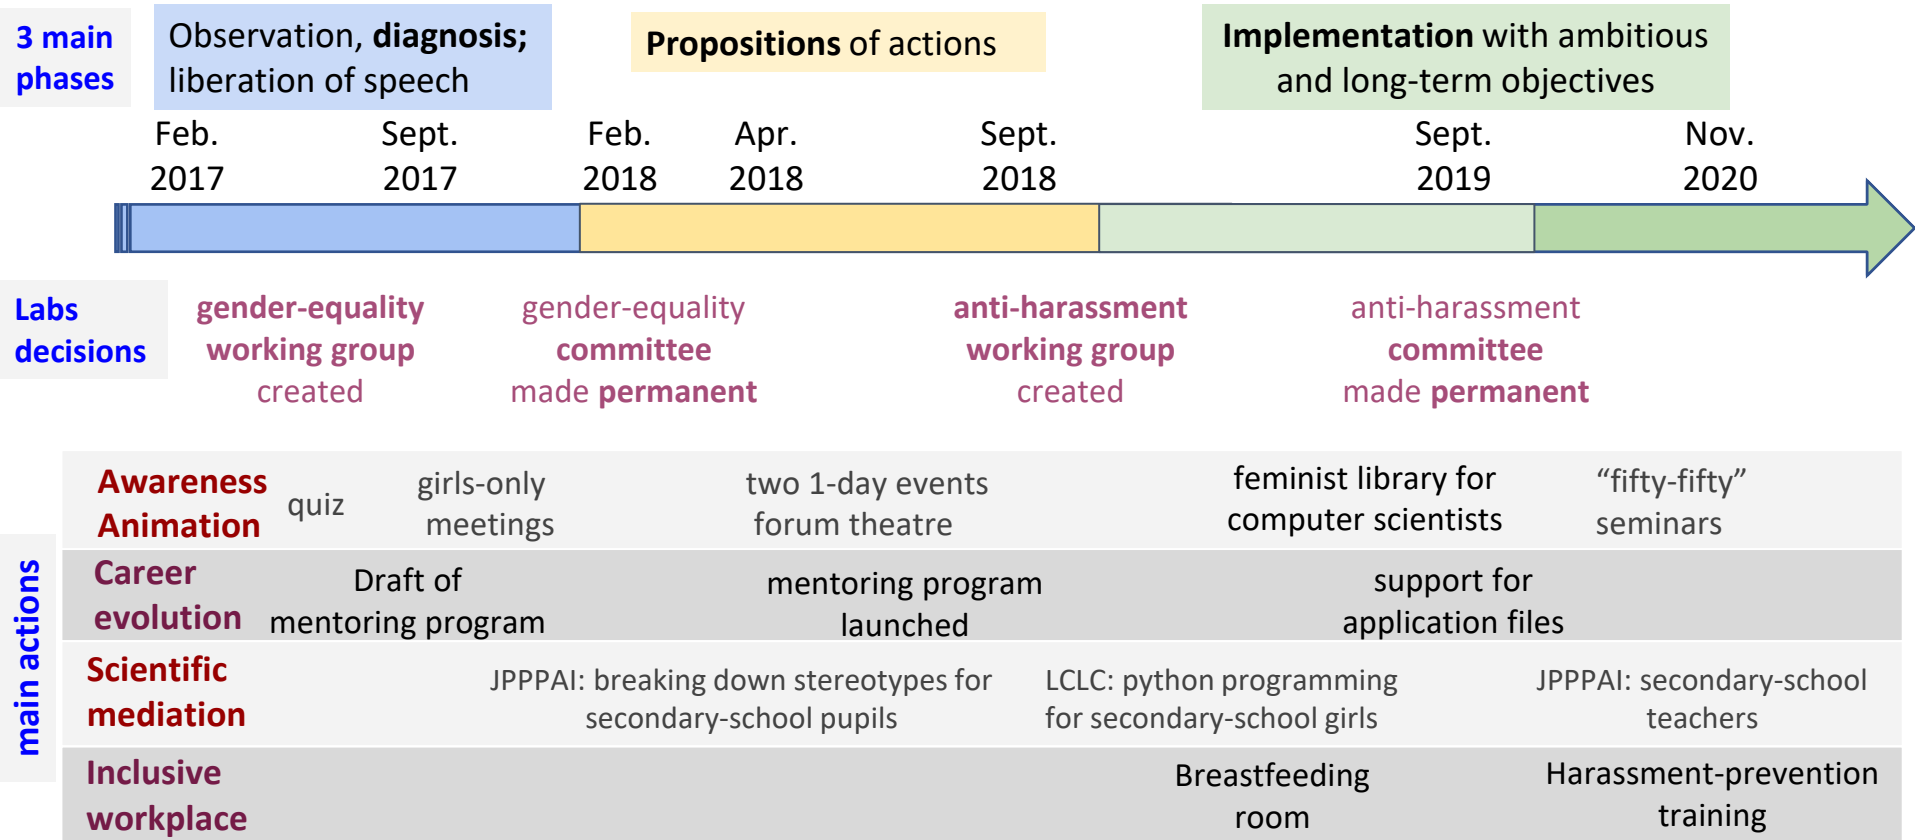 3 main
phases
Observation, diagnosis;
liberation of speech
Propositions of actions
Implementation with ambitious
and long-term objectives
Feb.
2017
Sept.
2017
Feb.
2018
Apr.
2018
Sept.
2018
Sept.
2019
Nov.
2020
Labs
decisions
gender-equality
working group
created
gender-equality
committee
made permanent
anti-harassment
working group
created
anti-harassment
committee
made permanent
main actions
Awareness
Animation
quiz
girls-only
meetings
two 1-day events
forum theatre
feminist library for
computer scientists
“fifty-fifty”
seminars
Career
evolution
Draft of
mentoring program
mentoring program
launched
support for
application files
Scientific
mediation
JPPPAI: breaking down stereotypes for
secondary-school pupils
LCLC: python programming
for secondary-school girls
JPPPAI: secondary-school
teachers
Inclusive
workplace
Breastfeeding
room
Harassment-prevention
training